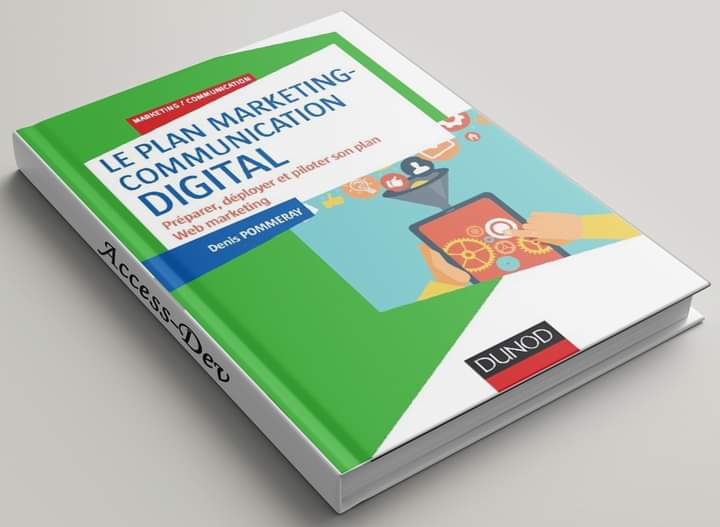 MARKETING / COMMUNICATION
LE PLAN MARKETING-
COMMUNICATION
DIGITAL
Préparer, déployer et piloter son plan
Web marketing
Denis POMMERAY
Access-Dev
DUNOD